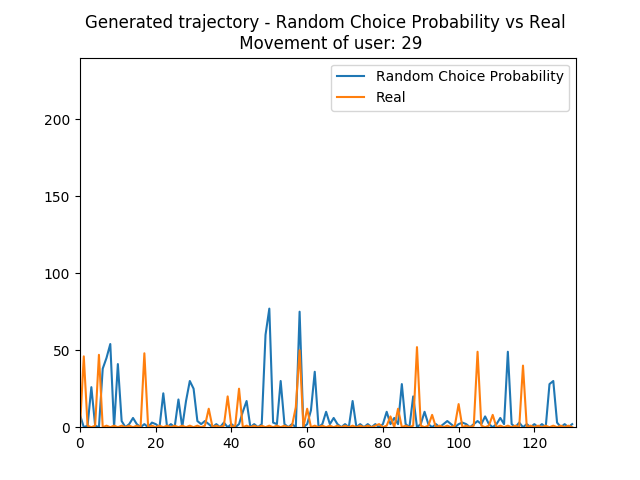 Generated trajectory - Random Choice Probability vs Real
Movement of user: 29
Random Choice Probability
Real
200
150
100
50
0
0 20 40 60 80 100 120